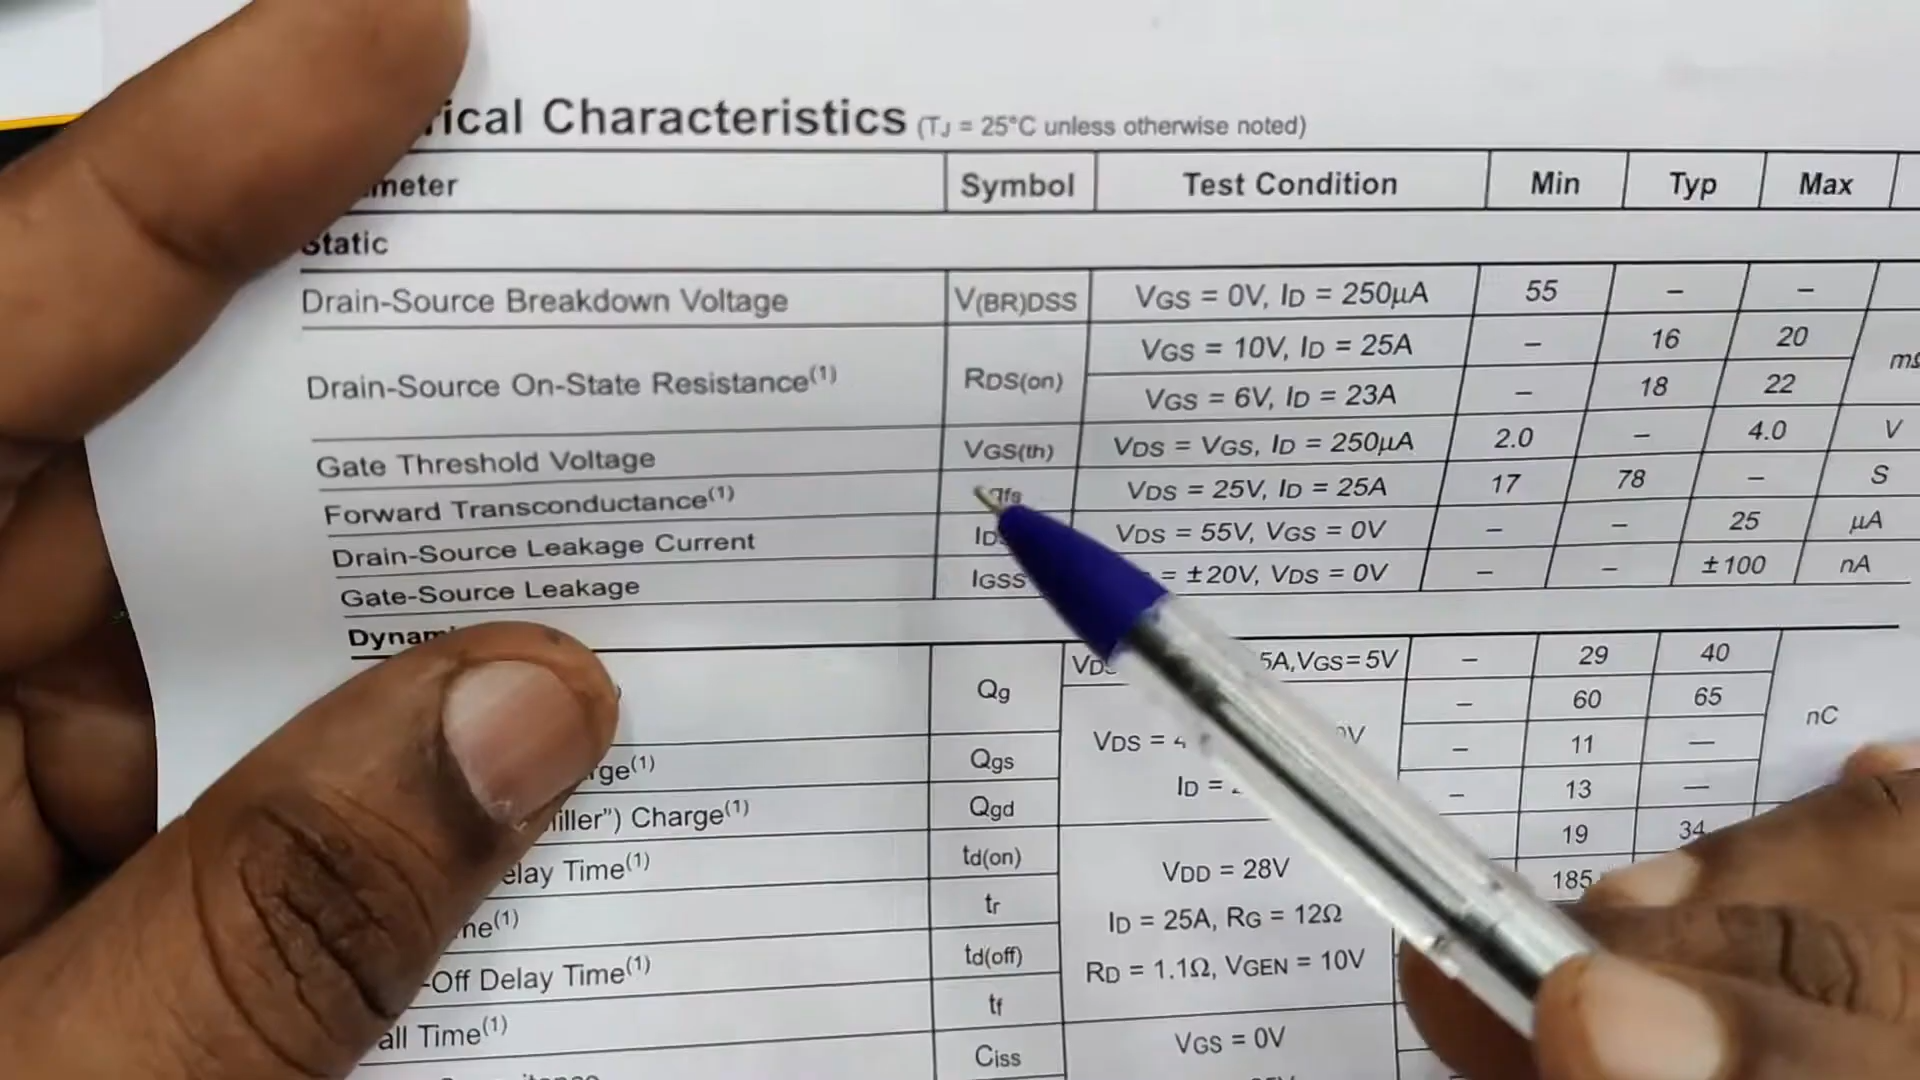 ical Characteristics (TJ = 25°C unless otherwise noted)
meter Symbol Test Condition Min Typ Max
Static
Drain-Source Breakdown Voltage V(BR)DSS VGS = 0V, ID = 250μA 55 – –
Drain-Source On-State Resistance(1) RDS(on) VGS = 10V, ID = 25A – 16 20 mΩ
VGS = 6V, ID = 23A – 18 22
Gate Threshold Voltage VGS(th) VDS = VGS, ID = 250μA 2.0 – 4.0 V
Forward Transconductance(1) gfs VDS = 25V, ID = 25A 17 78 – S
Drain-Source Leakage Current VDS = 55V, VGS = 0V – – 25 μA
Gate-Source Leakage IGSS = ±20V, VDS = 0V – – ±100 nA
Dynam
Qg 5A,VGS=5V – 29 40 nC
– 60 65
rge(1) Qgs VDS = – 11 —
iller") Charge(1) Qgd ID = – 13 —
elay Time(1) td(on) VDD = 28V 19 34
me(1) tr ID = 25A, RG = 12Ω 185
-Off Delay Time(1) td(off) RD = 1.1Ω, VGEN = 10V
all Time(1) tf
Ciss VGS = 0V